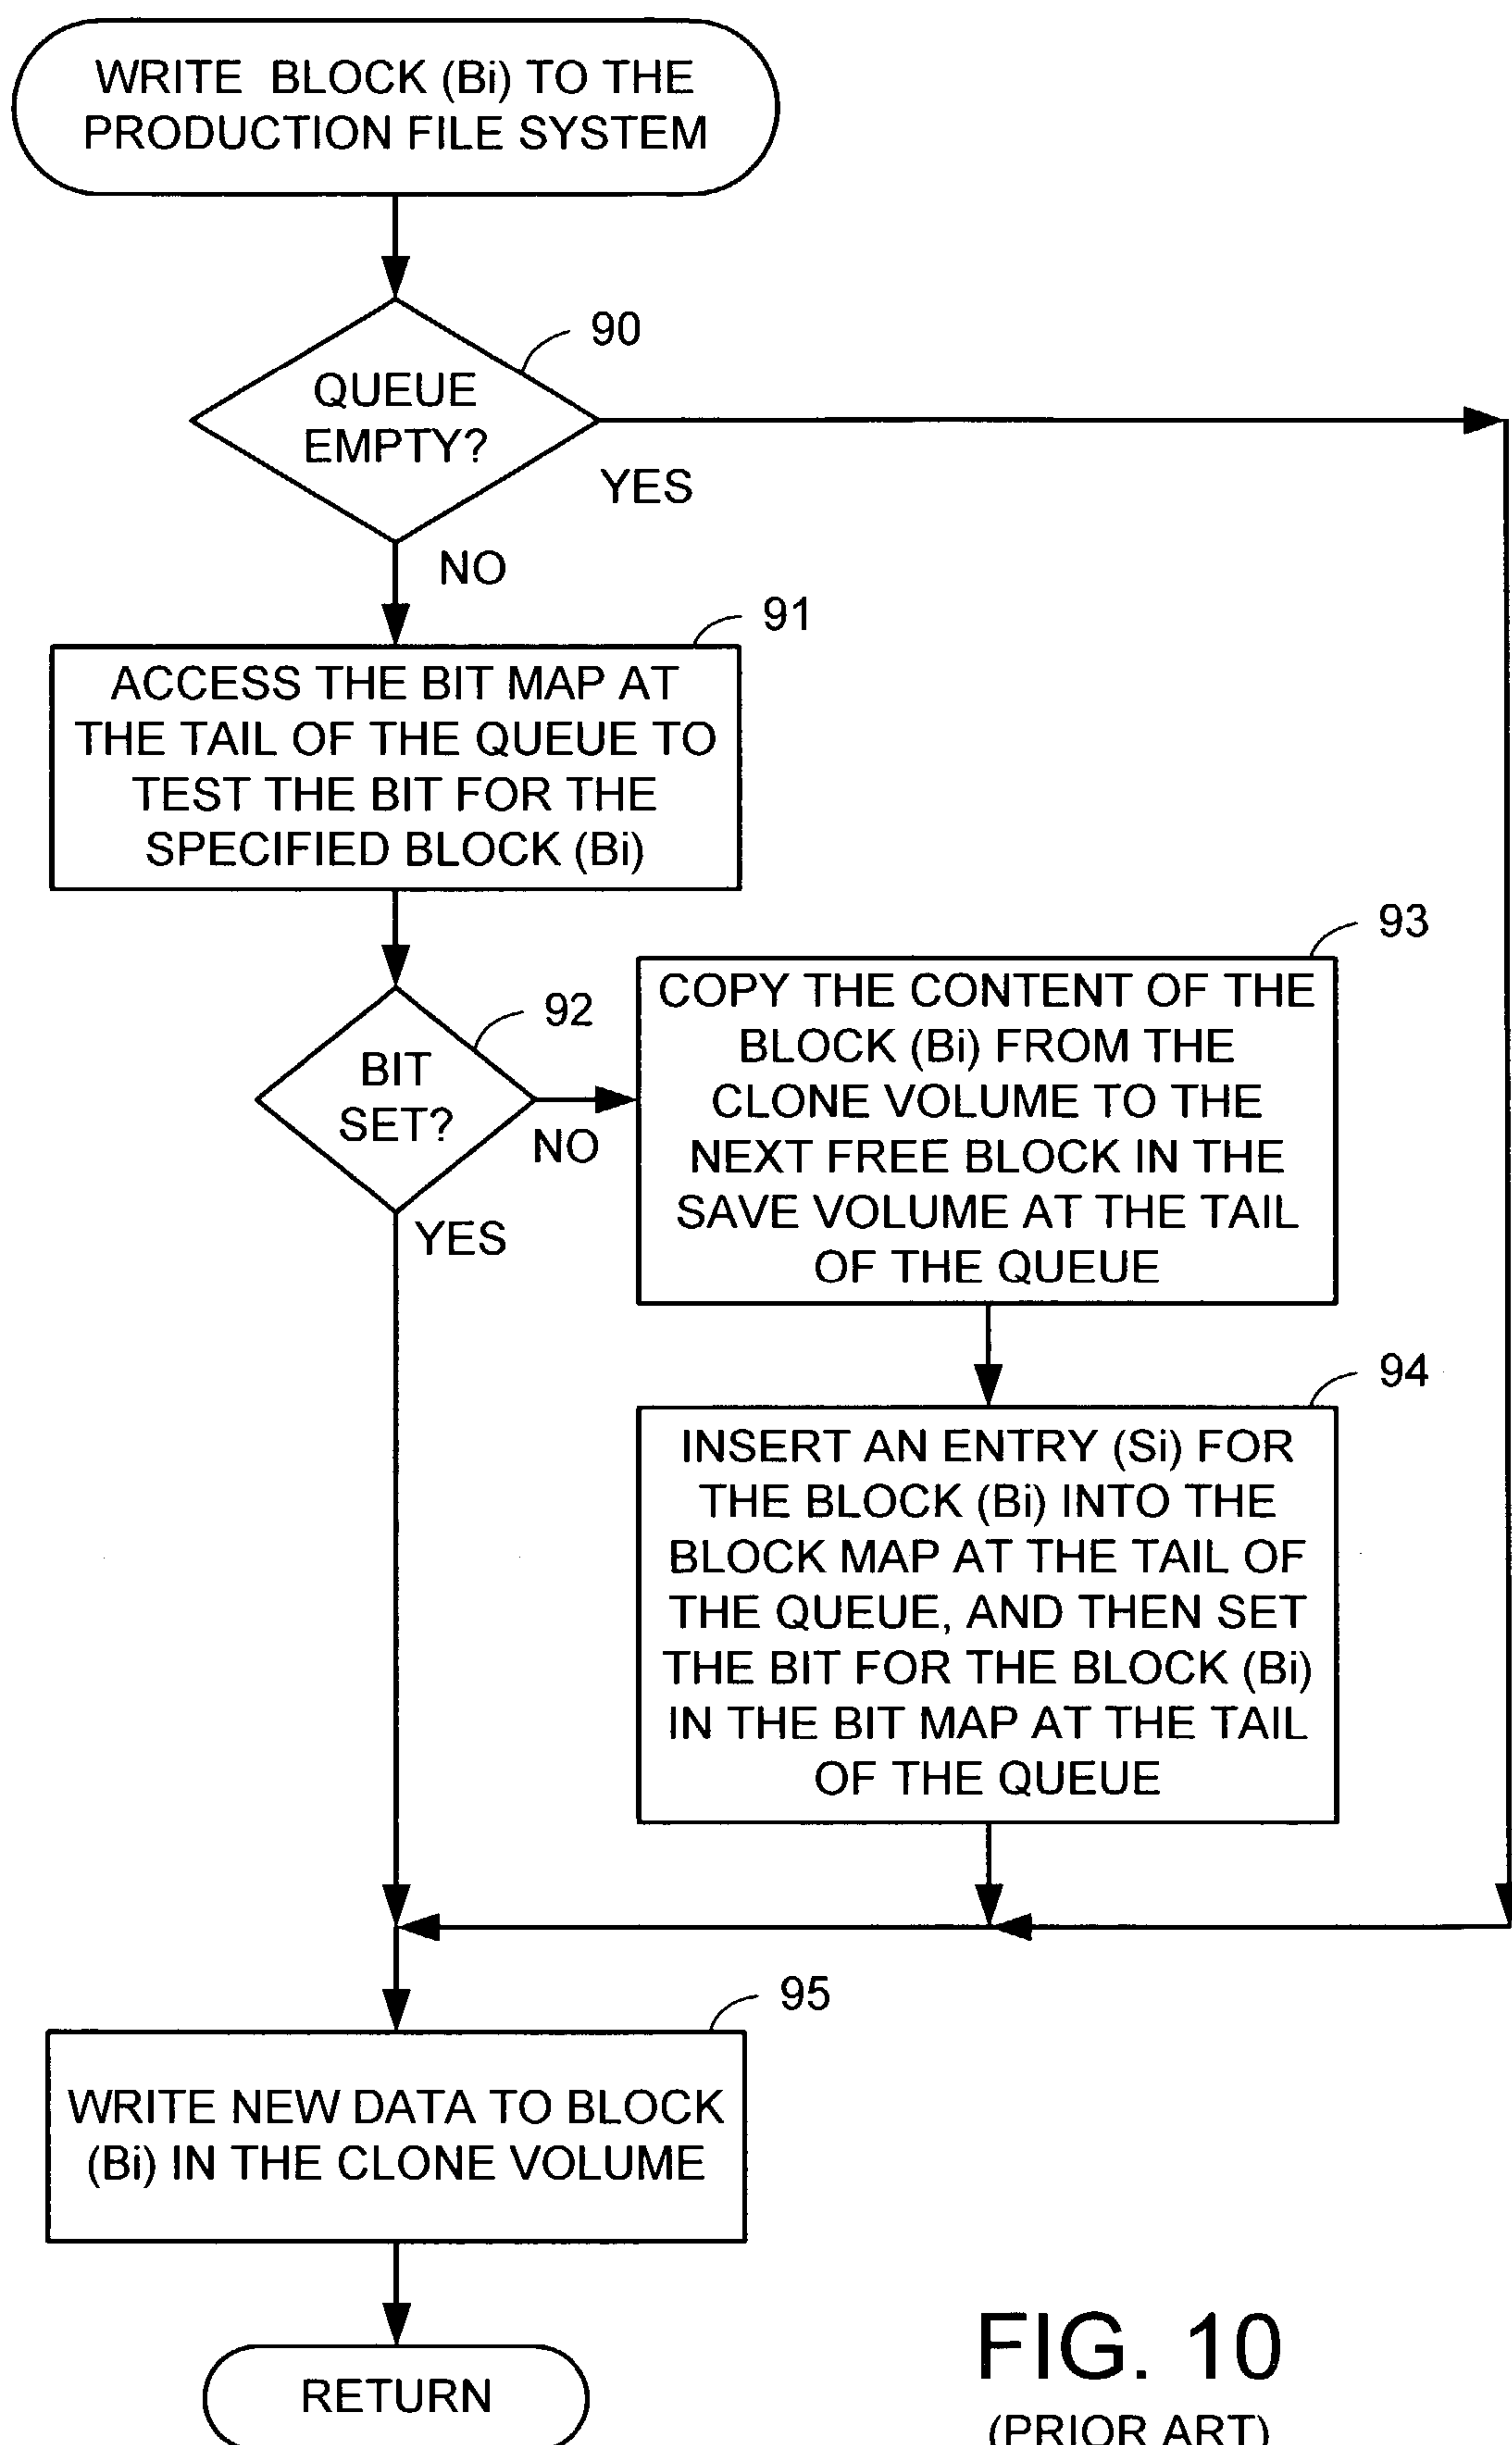 WRITE BLOCK (Bi) TO THE
PRODUCTION FILE SYSTEM
90
QUEUE
EMPTY?
YES
NO
91
ACCESS THE BIT MAP AT
THE TAIL OF THE QUEUE TO
TEST THE BIT FOR THE
SPECIFIED BLOCK (Bi)
92
BIT
SET?
NO
YES
93
COPY THE CONTENT OF THE
BLOCK (Bi) FROM THE
CLONE VOLUME TO THE
NEXT FREE BLOCK IN THE
SAVE VOLUME AT THE TAIL
OF THE QUEUE
94
INSERT AN ENTRY (Si) FOR
THE BLOCK (Bi) INTO THE
BLOCK MAP AT THE TAIL OF
THE QUEUE, AND THEN SET
THE BIT FOR THE BLOCK (Bi)
IN THE BIT MAP AT THE TAIL
OF THE QUEUE
95
WRITE NEW DATA TO BLOCK
(Bi) IN THE CLONE VOLUME
RETURN
FIG. 10
(PRIOR ART)